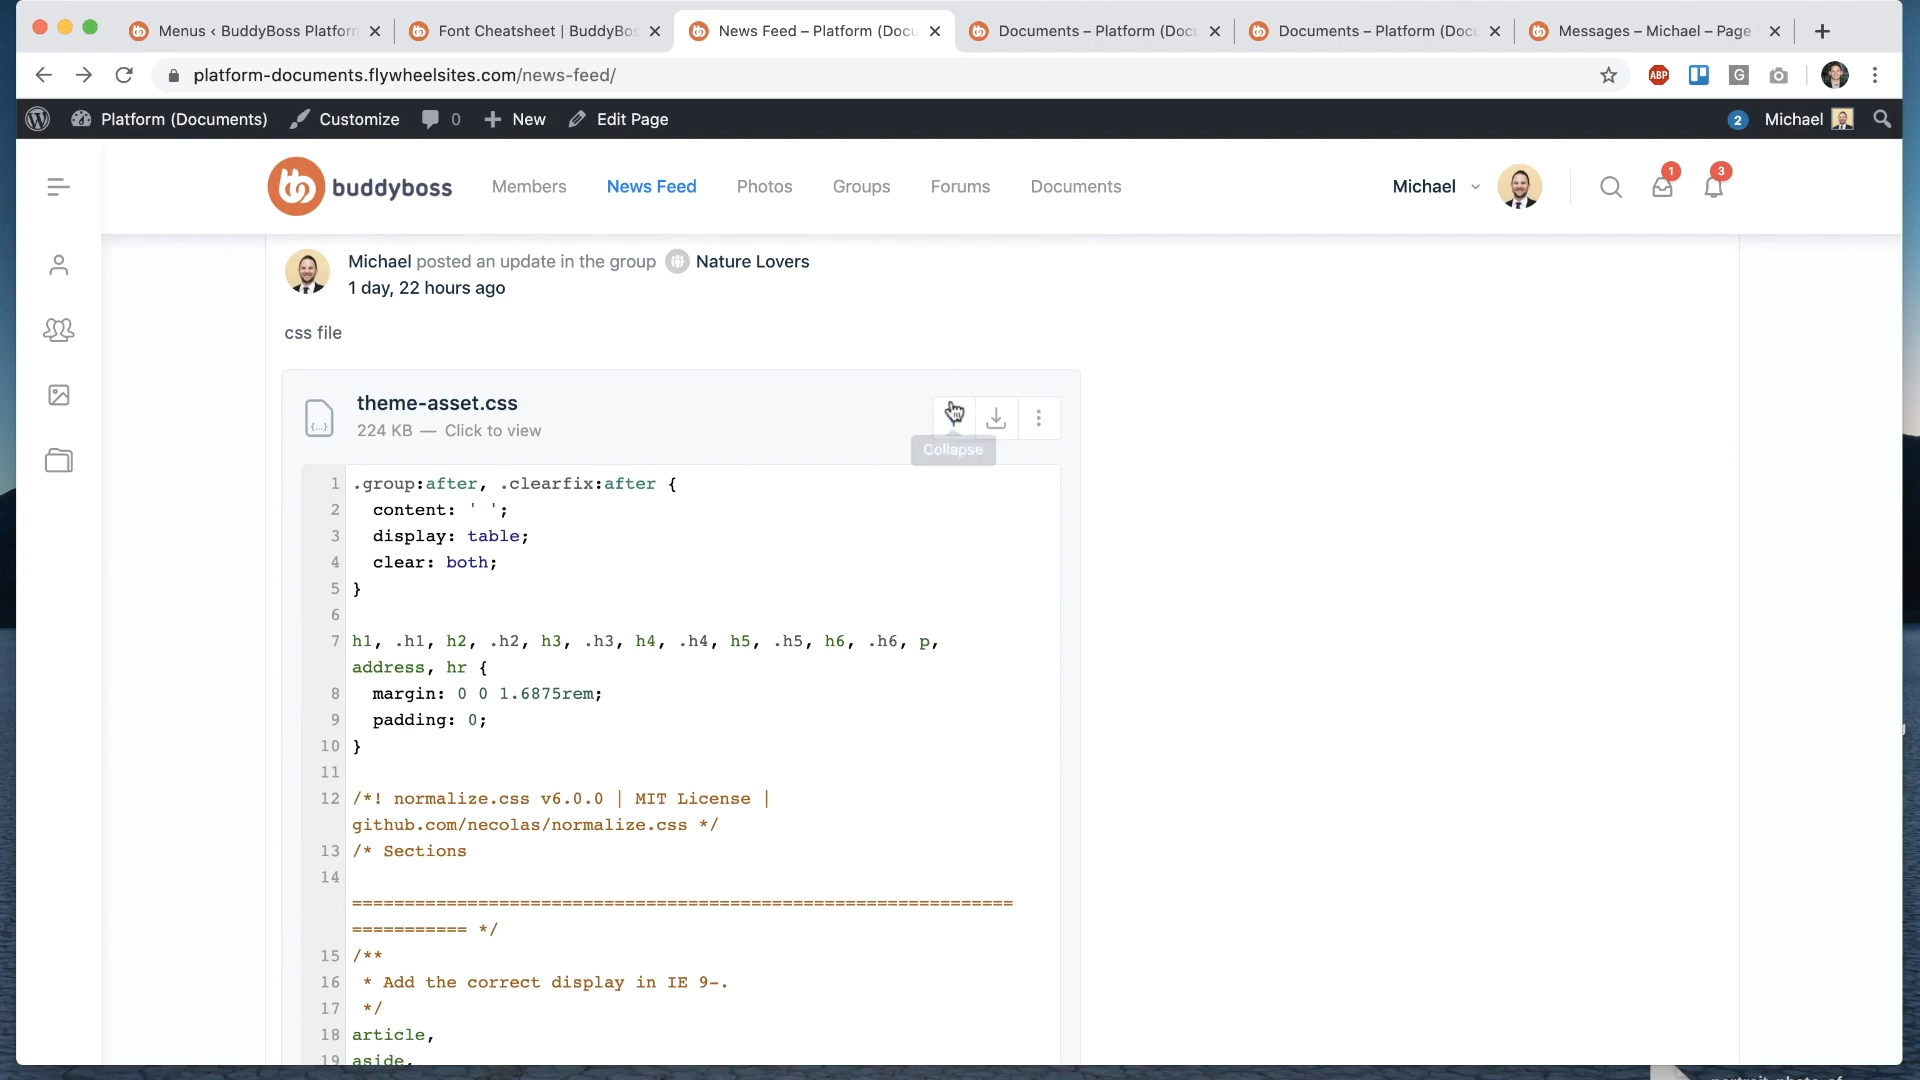 Menus ‹ BuddyBoss Platform
Font Cheatsheet | BuddyBos
News Feed – Platform (Docu
Documents – Platform (Docu
Documents – Platform (Docu
Messages – Michael – Page
platform-documents.flywheelsites.com/news-feed/
ABP
G
Platform (Documents)
Customize
0
New
Edit Page
2
Michael
buddyboss
Members
News Feed
Photos
Groups
Forums
Documents
Michael
1
3
Michael posted an update in the group Nature Lovers
1 day, 22 hours ago
css file
theme-asset.css
224 KB — Click to view
Collapse
1 .group:after, .clearfix:after {
2 content: ' ';
3 display: table;
4 clear: both;
5 }
6
7 h1, .h1, h2, .h2, h3, .h3, h4, .h4, h5, .h5, h6, .h6, p,
address, hr {
8 margin: 0 0 1.6875rem;
9 padding: 0;
10 }
11
12 /*! normalize.css v6.0.0 | MIT License |
github.com/necolas/normalize.css */
13 /* Sections
14
===============================================================
=========== */
15 /**
16 * Add the correct display in IE 9-.
17 */
18 article,
19 aside,